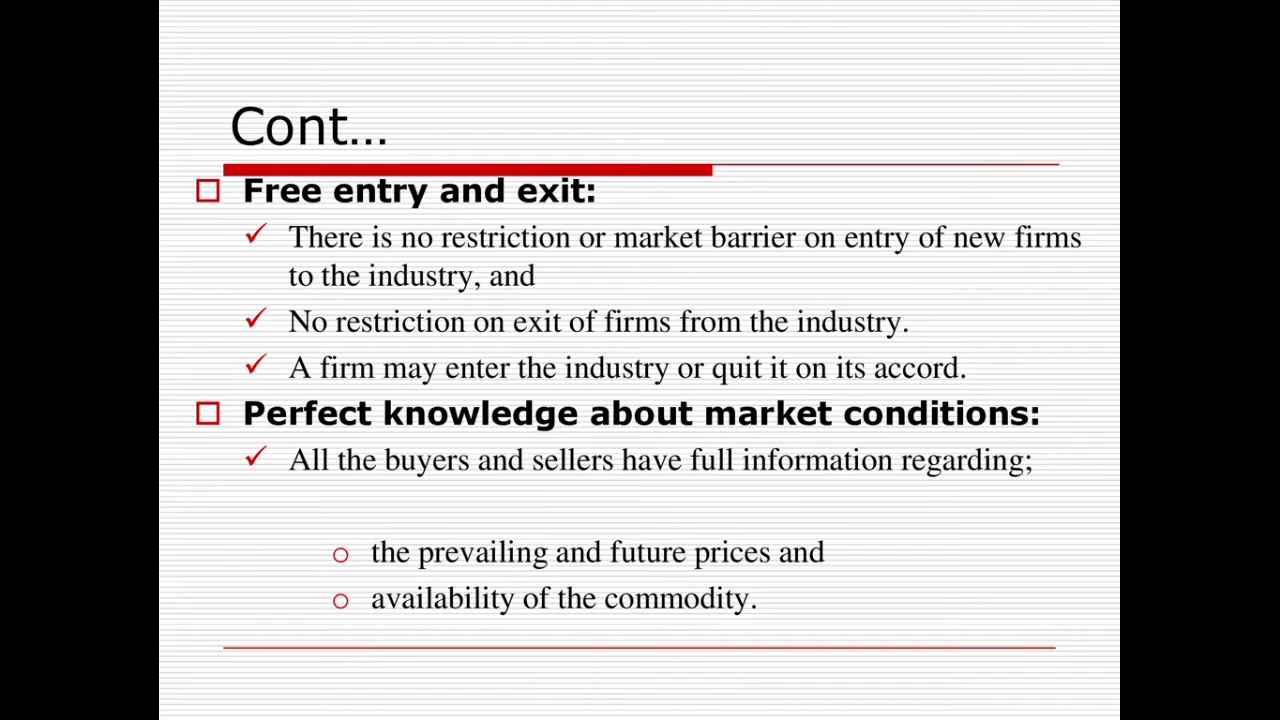 Cont...
Free entry and exit:
There is no restriction or market barrier on entry of new firms
to the industry, and
No restriction on exit of firms from the industry.
A firm may enter the industry or quit it on its accord.
Perfect knowledge about market conditions:
All the buyers and sellers have full information regarding;
the prevailing and future prices and
availability of the commodity.